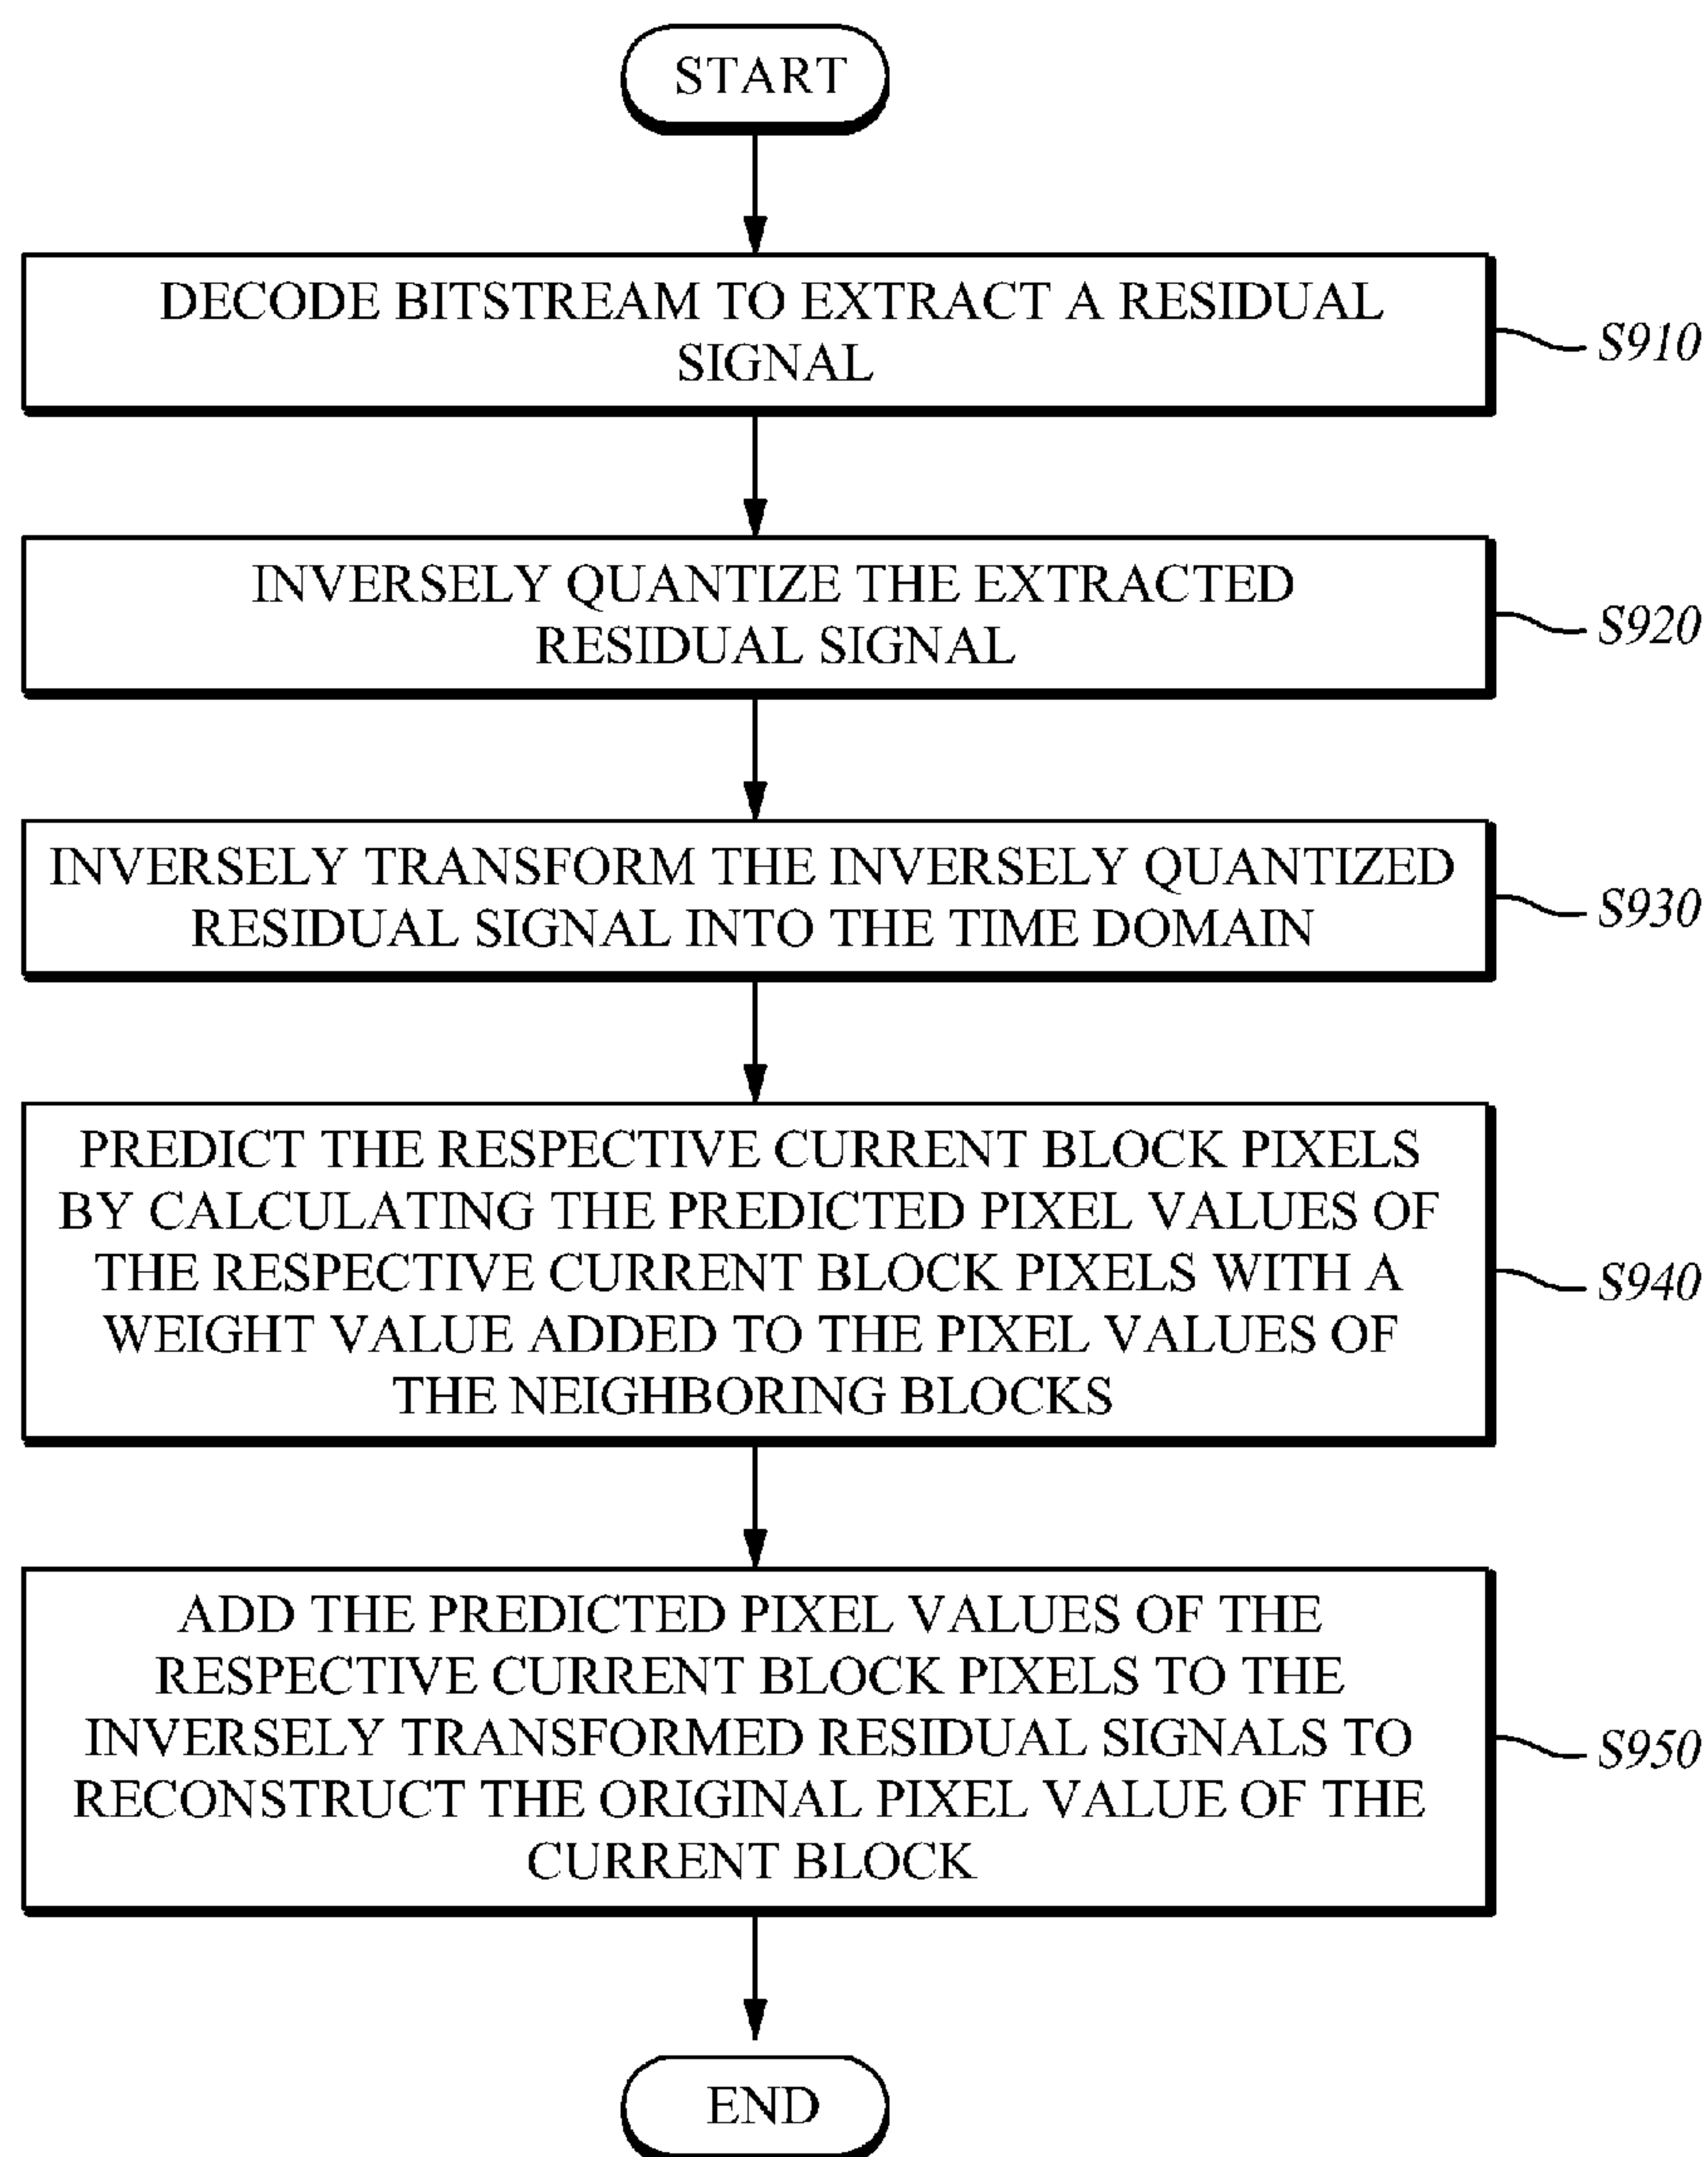 START
DECODE BITSTREAM TO EXTRACT A RESIDUAL
SIGNAL
S910
INVERSELY QUANTIZE THE EXTRACTED
RESIDUAL SIGNAL
S920
INVERSELY TRANSFORM THE INVERSELY QUANTIZED
RESIDUAL SIGNAL INTO THE TIME DOMAIN
S930
PREDICT THE RESPECTIVE CURRENT BLOCK PIXELS
BY CALCULATING THE PREDICTED PIXEL VALUES OF
THE RESPECTIVE CURRENT BLOCK PIXELS WITH A
WEIGHT VALUE ADDED TO THE PIXEL VALUES OF
THE NEIGHBORING BLOCKS
S940
ADD THE PREDICTED PIXEL VALUES OF THE
RESPECTIVE CURRENT BLOCK PIXELS TO THE
INVERSELY TRANSFORMED RESIDUAL SIGNALS TO
RECONSTRUCT THE ORIGINAL PIXEL VALUE OF THE
CURRENT BLOCK
S950
END